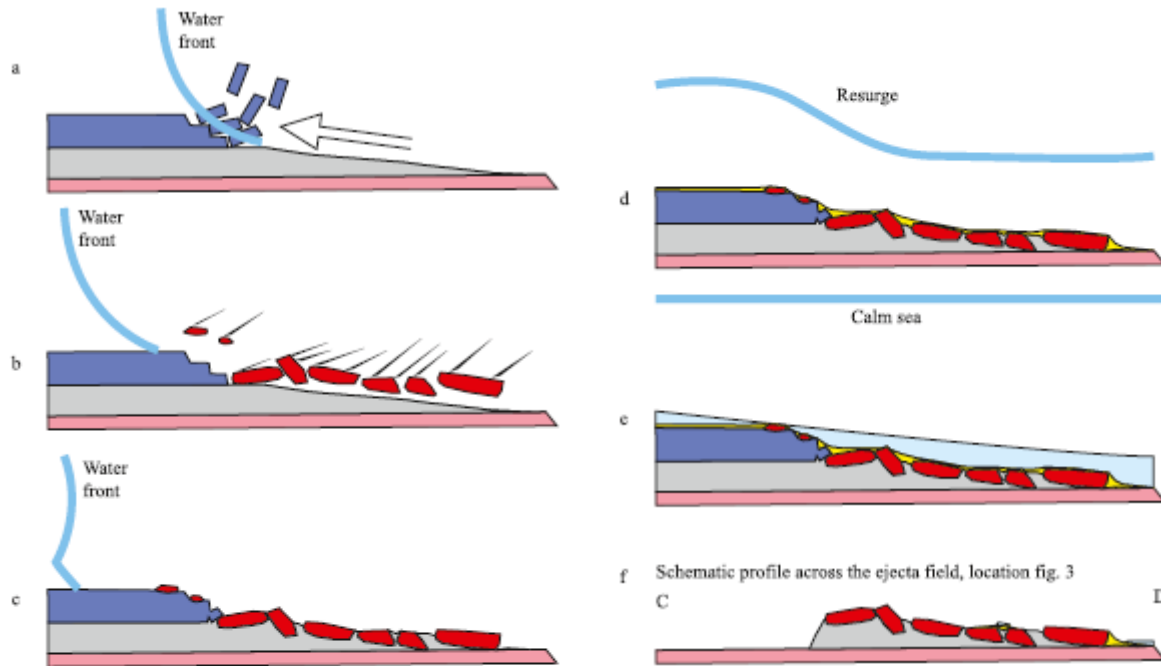 Water
front
a
Water
front
b
Water
front
c
Resurge
d
Calm sea
e
f Schematic profile across the ejecta field, location fig. 3
C D